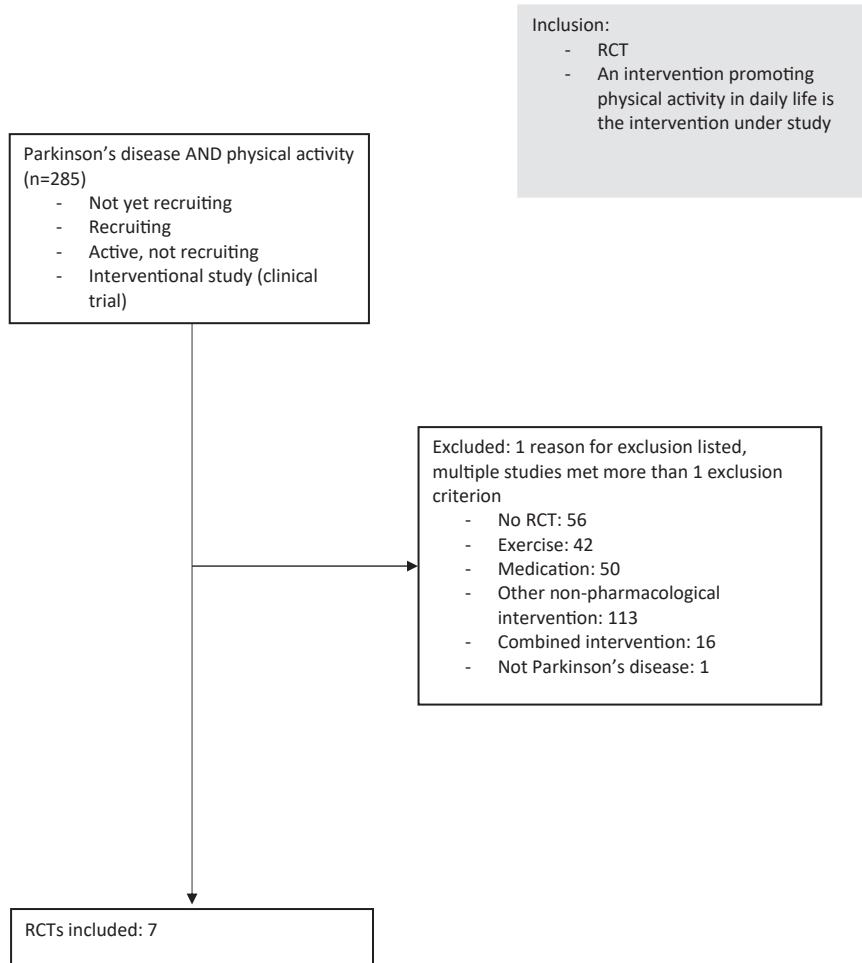 Inclusion:
- RCT
- An intervention promoting
physical activity in daily life is
the intervention under study
Parkinson’s disease AND physical activity
(n=285)
- Not yet recruiting
- Recruiting
- Active, not recruiting
- Interventional study (clinical
trial)
Excluded: 1 reason for exclusion listed,
multiple studies met more than 1 exclusion
criterion
- No RCT: 56
- Exercise: 42
- Medication: 50
- Other non-pharmacological
intervention: 113
- Combined intervention: 16
- Not Parkinson’s disease: 1
RCTs included: 7